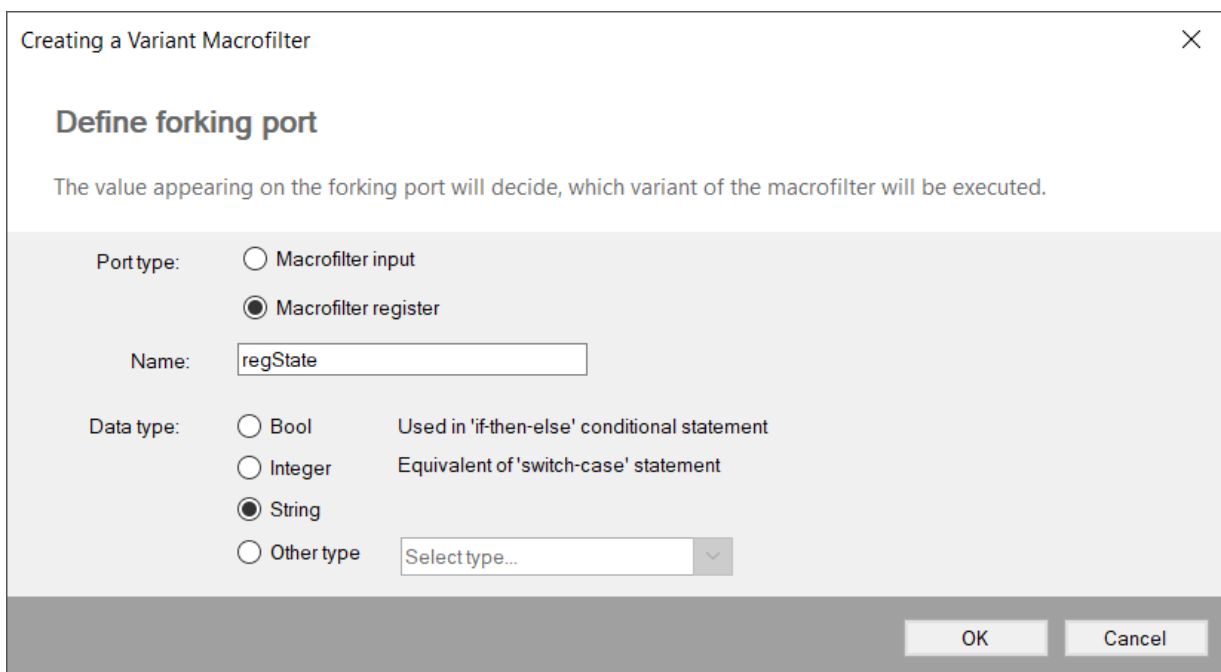 Creating a Variant Macrofilter
Define forking port
The value appearing on the forking port will decide, which variant of the macrofilter will be executed.
Port type:
Macrofilter input
Macrofilter register
Name:
regState
Data type:
Bool
Used in 'if-then-else' conditional statement
Integer
Equivalent of 'switch-case' statement
String
Other type
Select type...
OK
Cancel